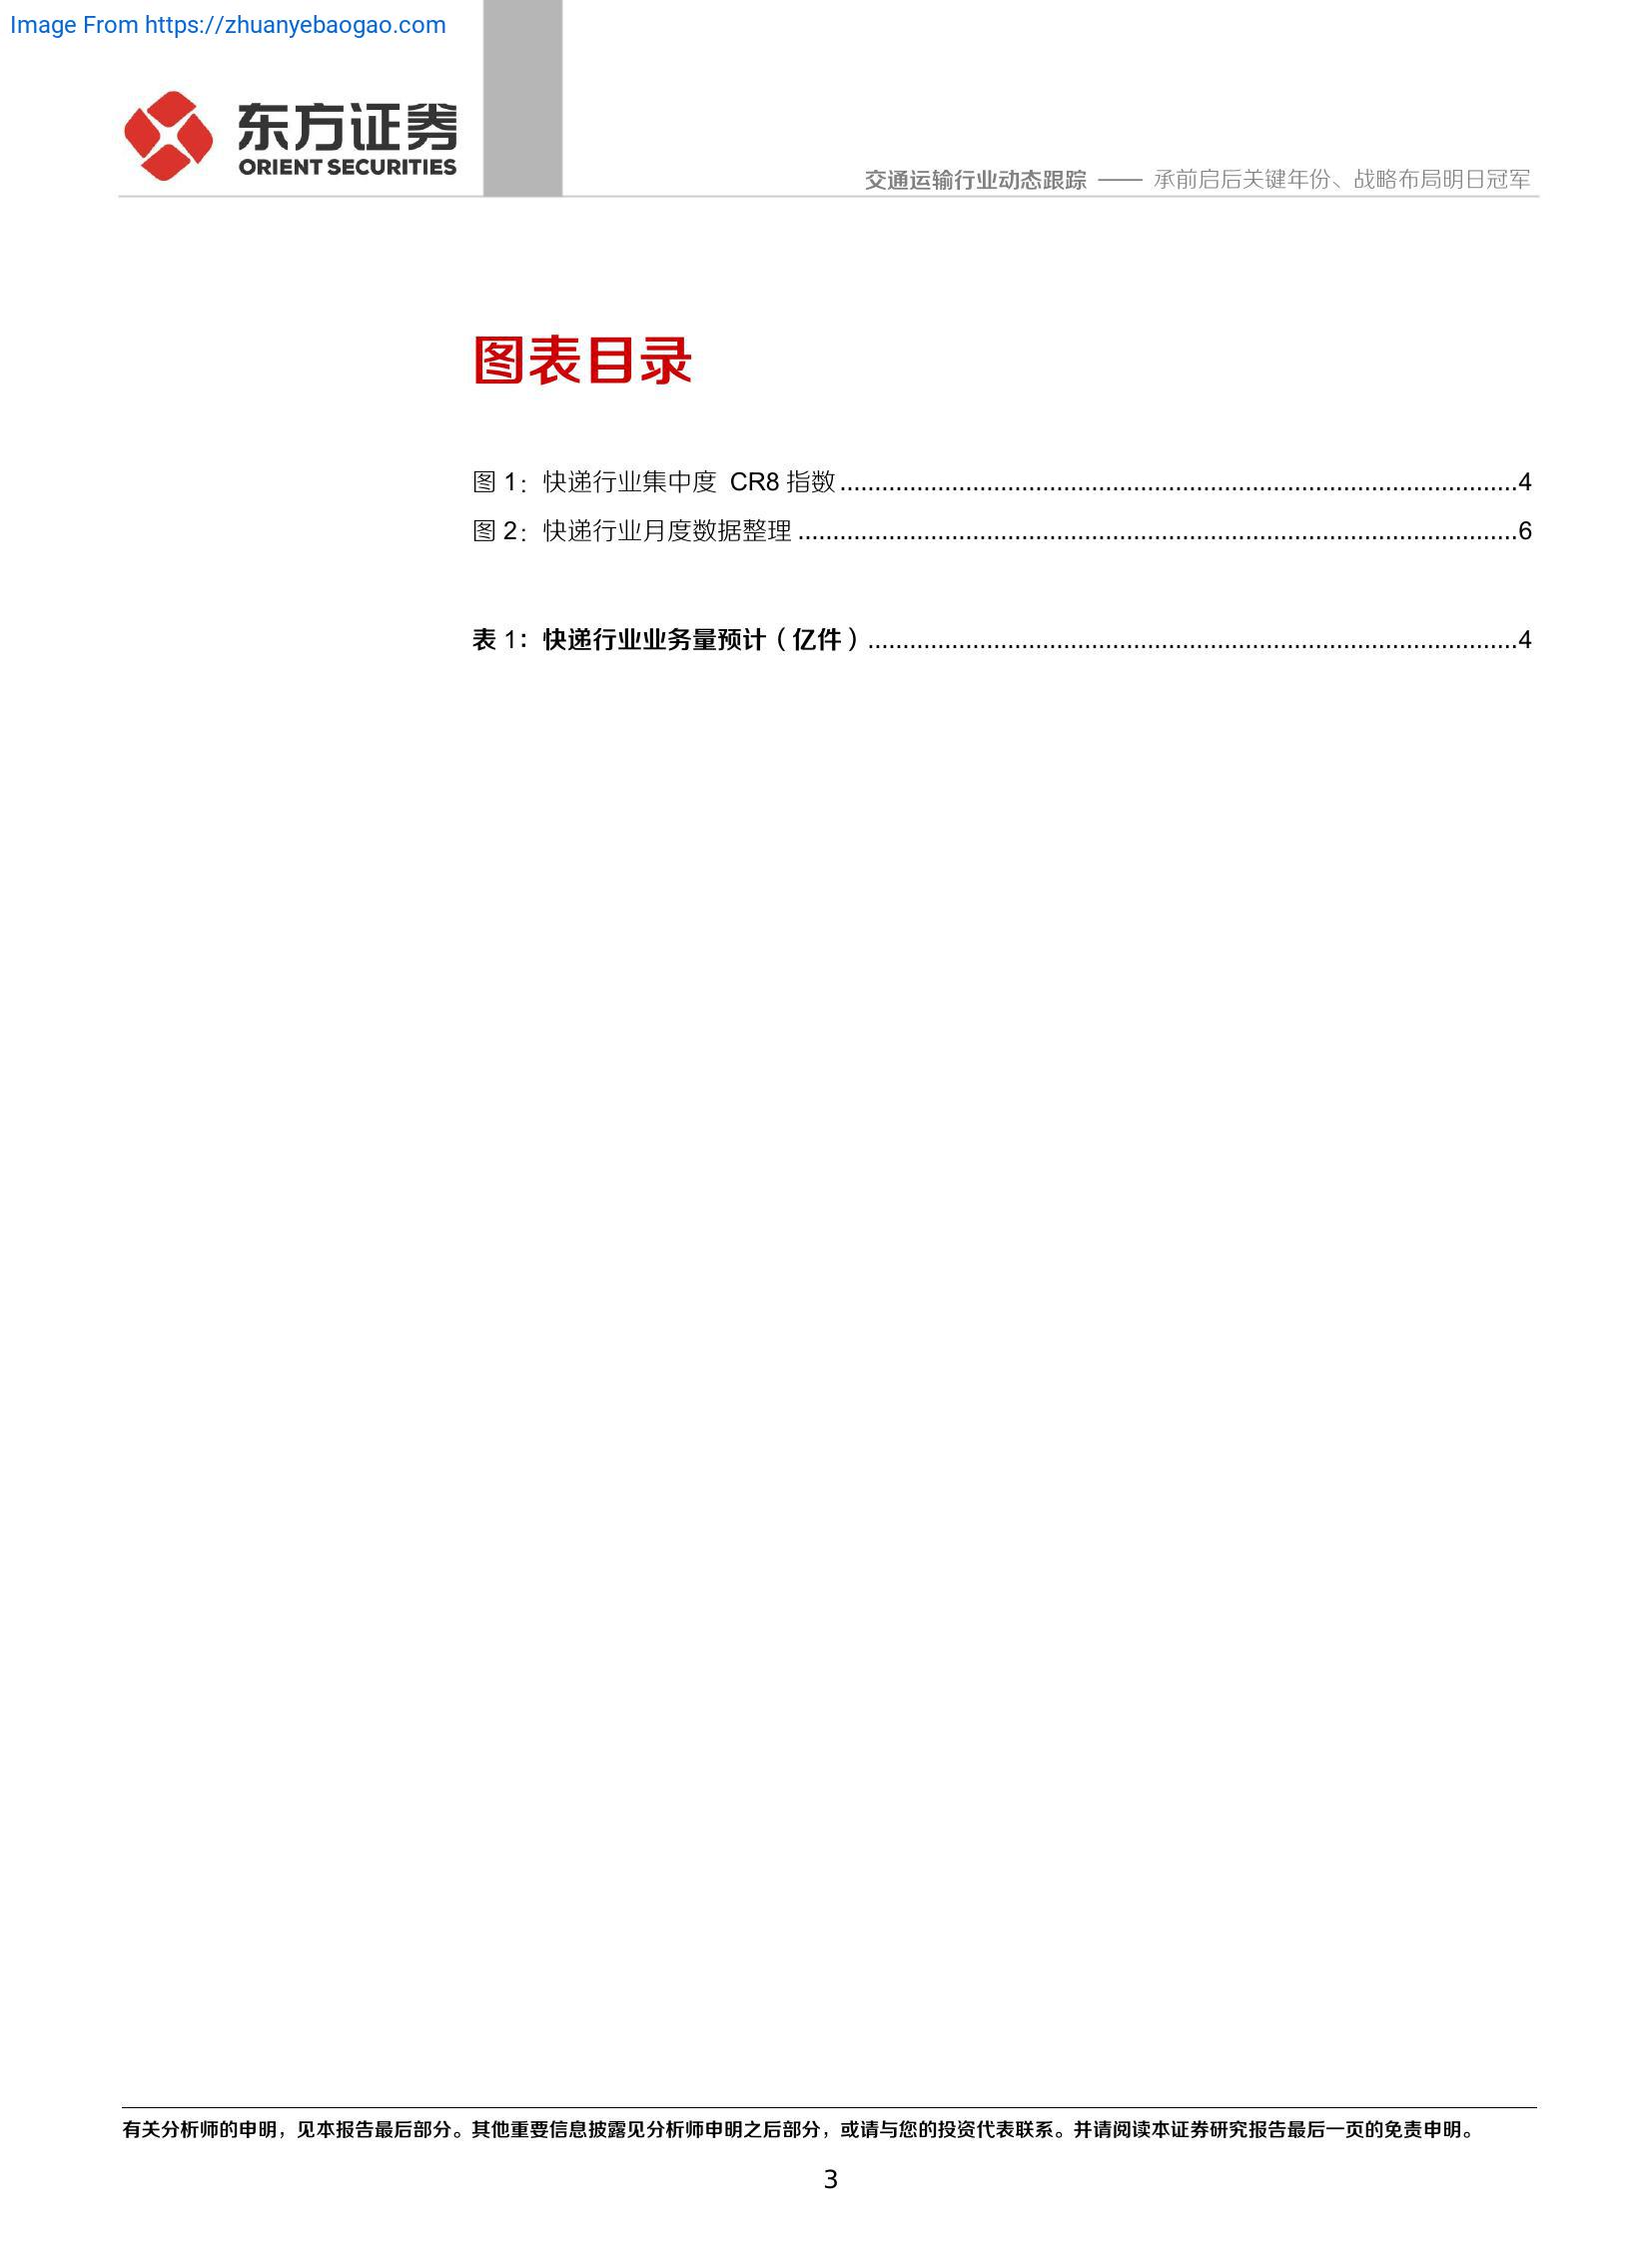 Image From https://zhuanyebaogao.com
东方证券
ORIENT SECURITIES
交通运输行业动态跟踪 —— 承前启后关键年份、战略布局明日冠军
图表目录
图 1：快递行业集中度 CR8 指数....................................................................................................4
图 2：快递行业月度数据整理..........................................................................................................6
表 1：快递行业业务量预计（亿件）................................................................................................4
有关分析师的申明，见本报告最后部分。其他重要信息披露见分析师申明之后部分，或请与您的投资代表联系。并请阅读本证券研究报告最后一页的免责申明。
3